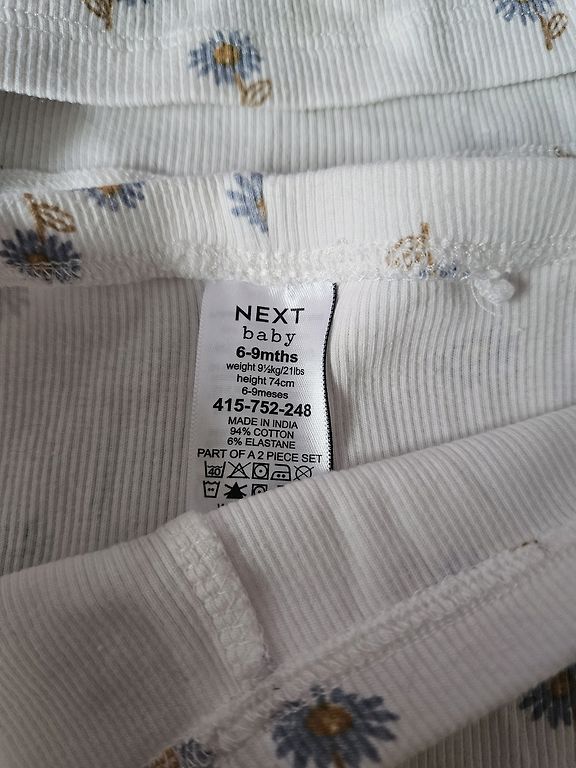 NEXT
baby
6-9mths
weight 9½kg/21lbs
height 74cm
6-9meses
415-752-248
MADE IN INDIA
94% COTTON
6% ELASTANE
PART OF A 2 PIECE SET
40